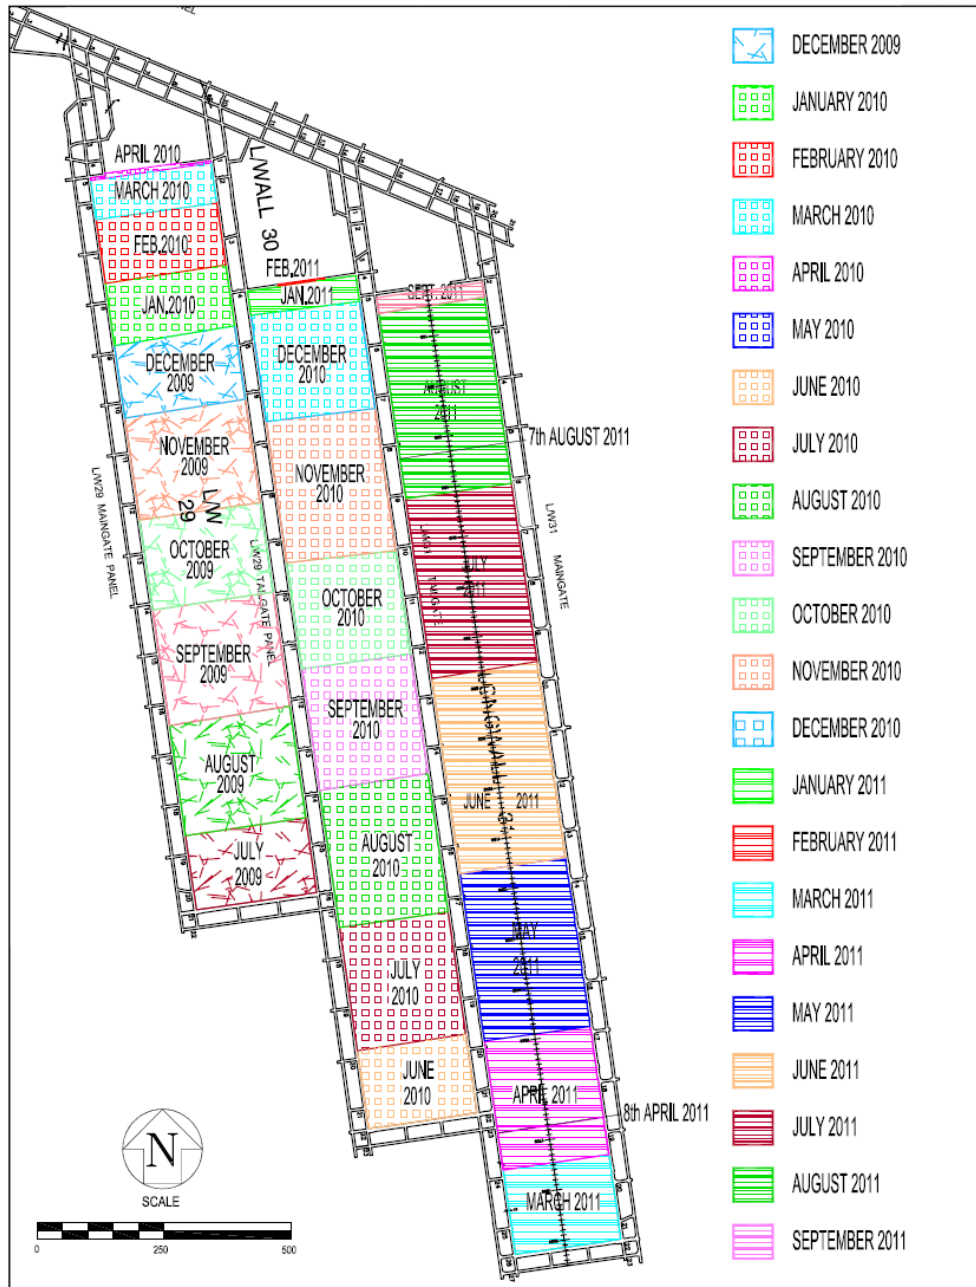 APRIL 2010
MARCH 2010
FEB.2010
JAN.2010
DECEMBER
2009
NOVEMBER
2009
L/W
29
OCTOBER
2009
SEPTEMBER
2009
AUGUST
2009
JULY
2009
L/W29 MAINGATE PANEL
L/W29 TAILGATE PANEL
L/WALL 30
FEB.2011
JAN.2011
DECEMBER
2010
NOVEMBER
2010
OCTOBER
2010
SEPTEMBER
2010
AUGUST
2010
JULY
2010
JUNE
2010
SEPT. 2011
AUGUST
2011
7th AUGUST 2011
L/W31
TAILGATE
L/W31
MAINGATE
JULY
2011
LONGWALL 31
JUNE 2011
MAY
2011
APRIL 2011
8th APRIL 2011
MARCH 2011
N
SCALE
0 250 500
DECEMBER 2009
JANUARY 2010
FEBRUARY 2010
MARCH 2010
APRIL 2010
MAY 2010
JUNE 2010
JULY 2010
AUGUST 2010
SEPTEMBER 2010
OCTOBER 2010
NOVEMBER 2010
DECEMBER 2010
JANUARY 2011
FEBRUARY 2011
MARCH 2011
APRIL 2011
MAY 2011
JUNE 2011
JULY 2011
AUGUST 2011
SEPTEMBER 2011